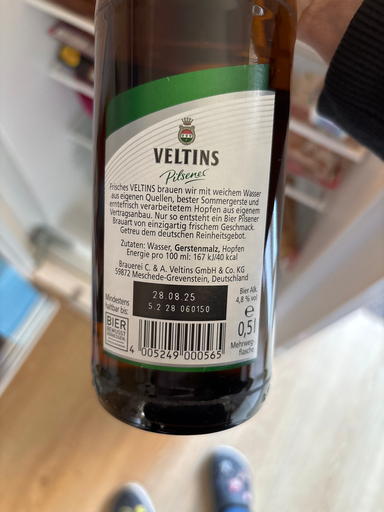 VELTINS
Pilsener
Frisches VELTINS brauen wir mit weichem Wasser
aus eigenen Quellen, bester Sommergerste und
erntefrisch verarbeitetem Hopfen aus eigenem
Vertragsanbau. Nur so entsteht ein Bier Pilsener
Brauart von einzigartig frischem Geschmack.
Getreu dem deutschen Reinheitsgebot.
Zutaten: Wasser, Gerstenmalz, Hopfen
Energie pro 100 ml: 167 kJ/40 kcal
Brauerei C. & A. Veltins GmbH & Co. KG
59872 Meschede-Grevenstein, Deutschland
Mindestens
haltbar bis:
28.08.25
5.2 28 060150
Bier Alk.
4,8 % vol
e
0,5 l
Mehrweg-
flasche
BIER
BEWUSST
GENIESSEN
4 005249 000565